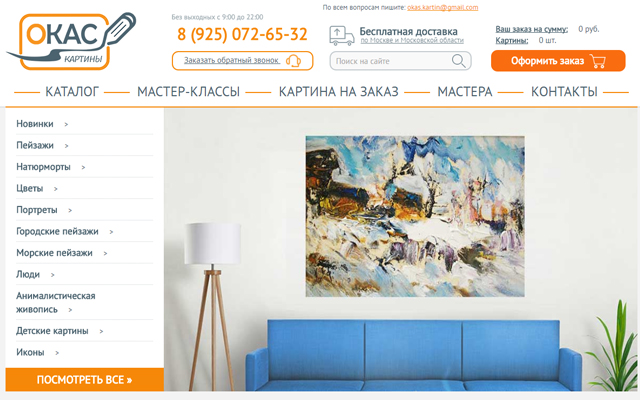 По всем вопросам пишите: okas.kartin@gmail.com
ОКАС
КАРТИНЫ
Без выходных с 9:00 до 22:00
8 (925) 072-65-32
Заказать обратный звонок
Бесплатная доставка
по Москве и Московской области
Поиск на сайте
Ваш заказ на сумму: 0 руб.
Картины: 0 шт.
Оформить заказ
КАТАЛОГ МАСТЕР-КЛАССЫ КАРТИНА НА ЗАКАЗ МАСТЕРА КОНТАКТЫ
Новинки >
Пейзажи >
Натюрморты >
Цветы >
Портреты >
Городские пейзажи >
Морские пейзажи >
Люди >
Анималистическая
живопись >
Детские картины >
Иконы >
ПОСМОТРЕТЬ ВСЕ »